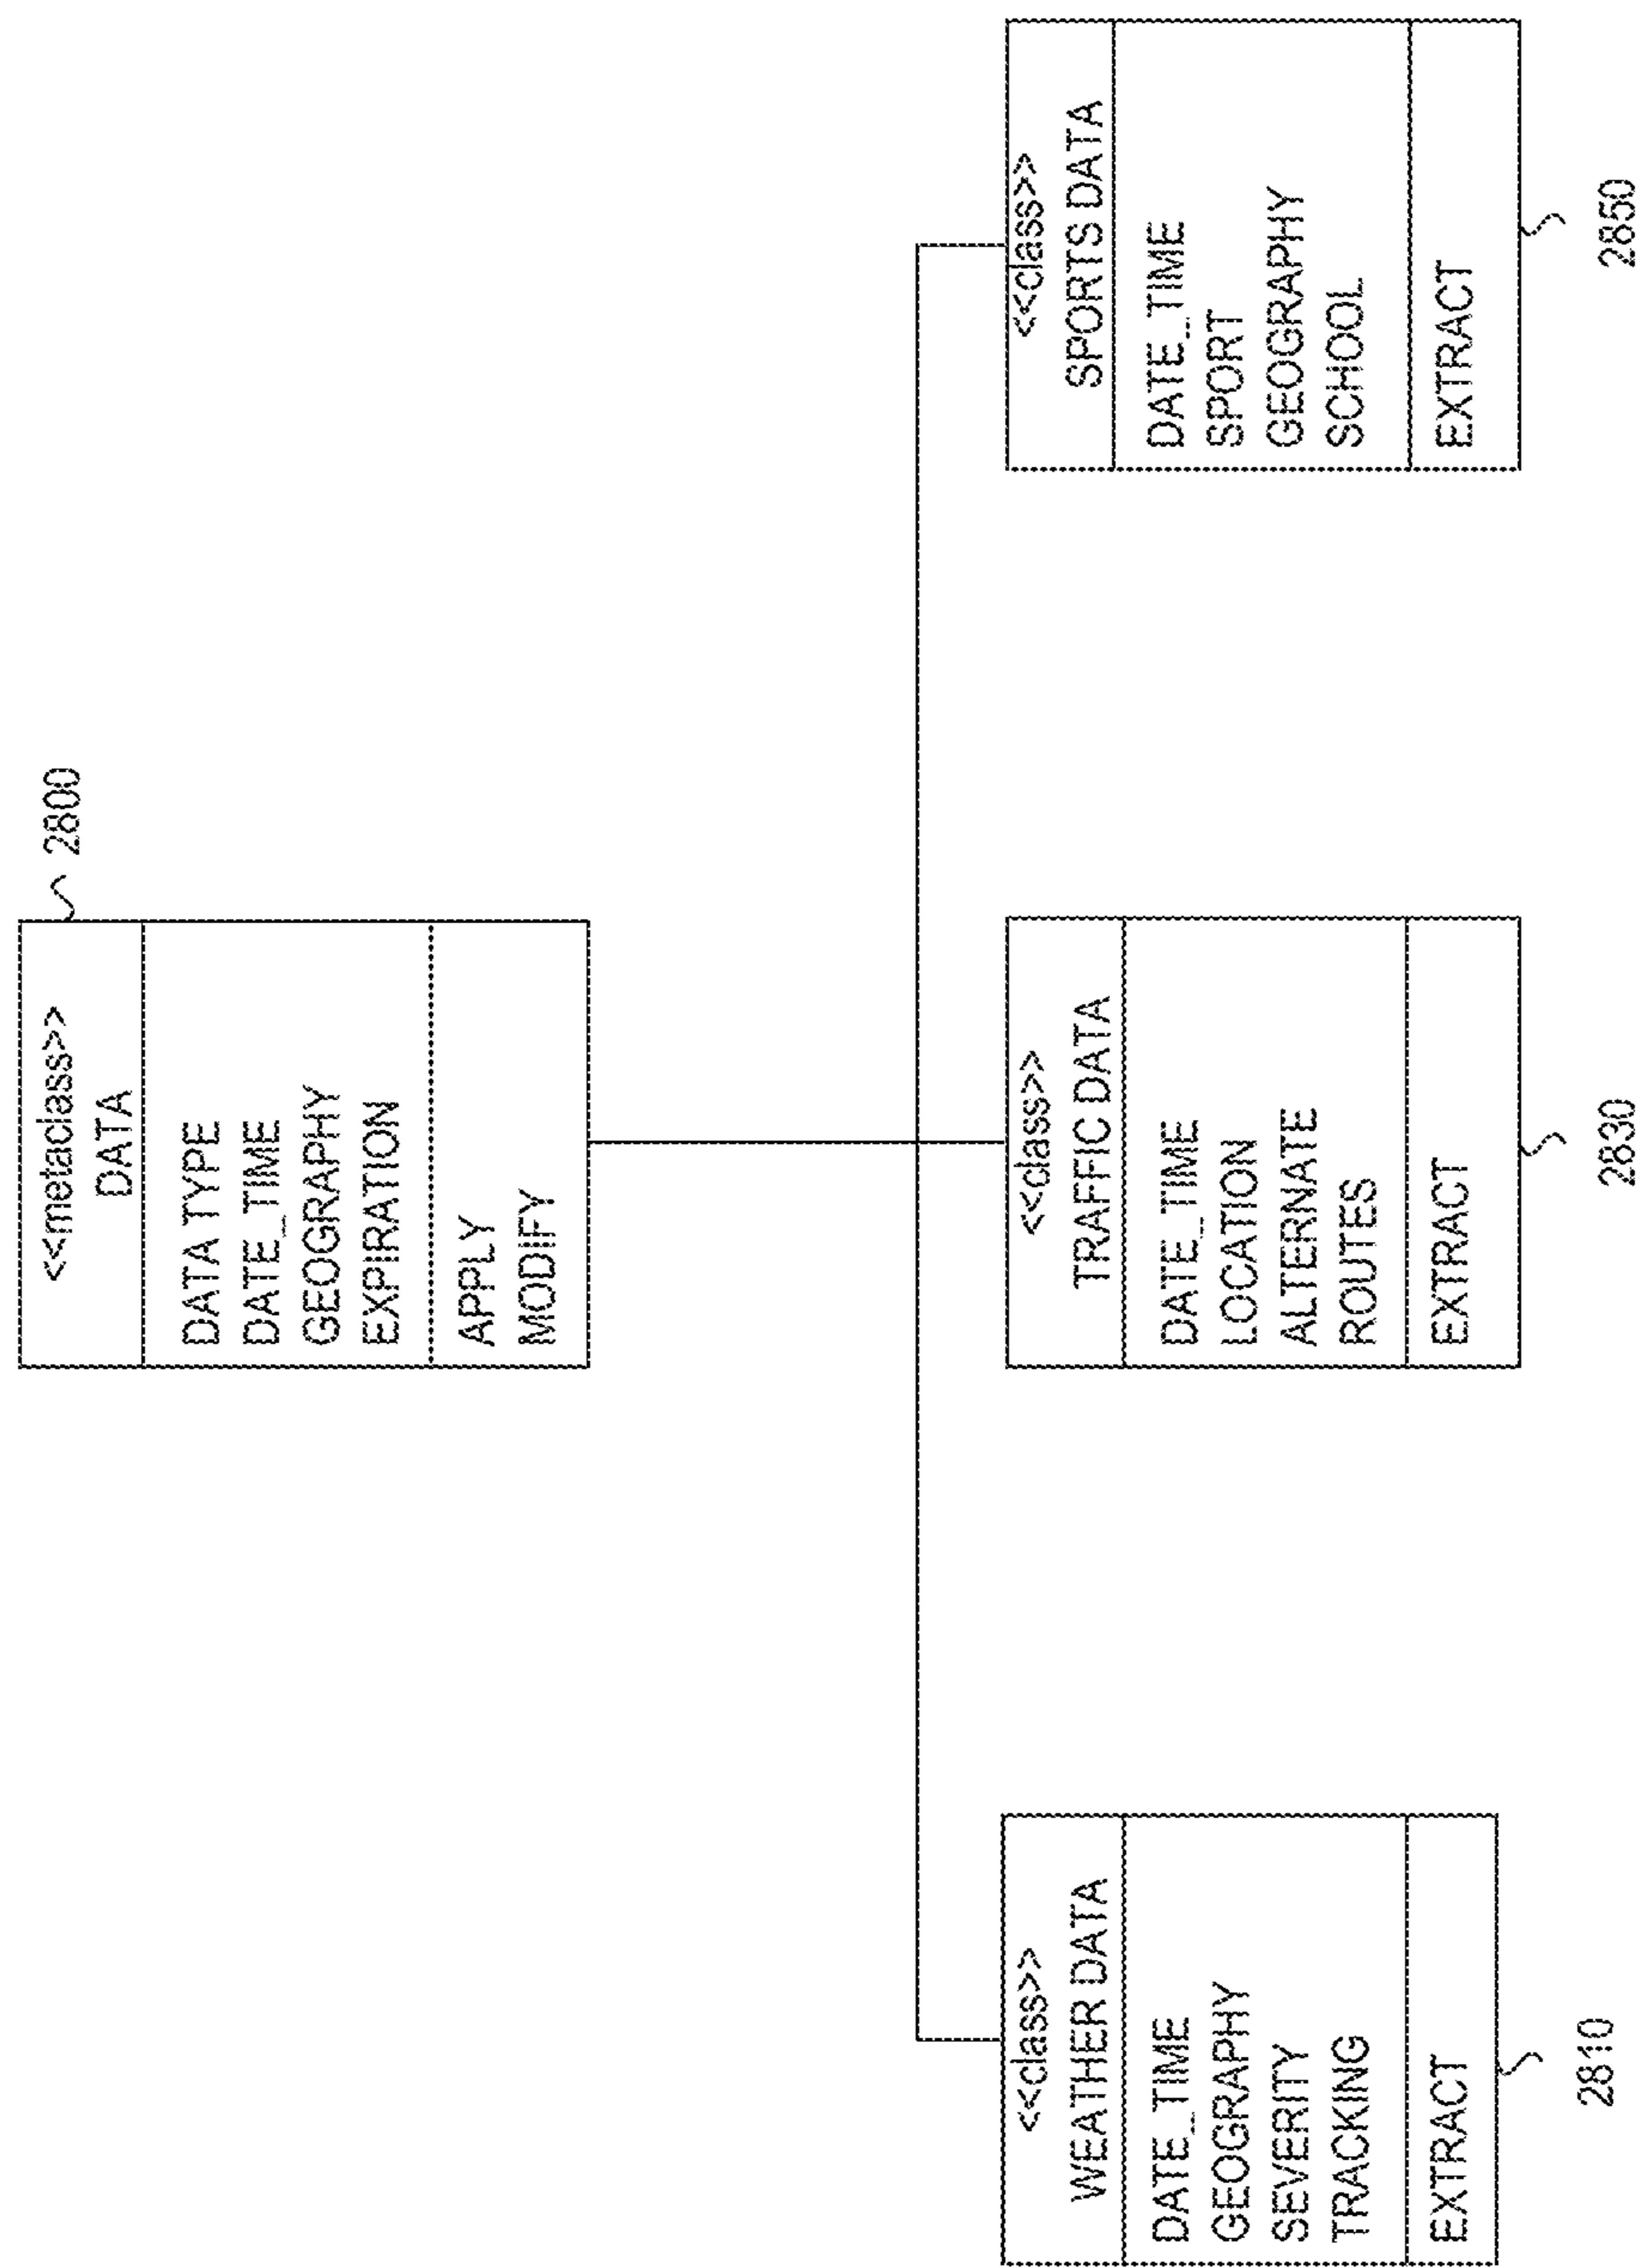 <<metaclass>>
DATA
DATA TYPE
DATE_TIME
GEOGRAPHY
EXPIRATION
APPLY
MODIFY
2800
<<class>>
WEATHER DATA
DATE_TIME
GEOGRAPHY
SEVERITY
TRACKING
EXTRACT
2810
<<class>>
TRAFFIC DATA
DATE_TIME
LOCATION
ALTERNATE
ROUTES
EXTRACT
2830
<<class>>
SPORTS DATA
DATE_TIME
SPORT
GEOGRAPHY
SCHOOL
EXTRACT
2850